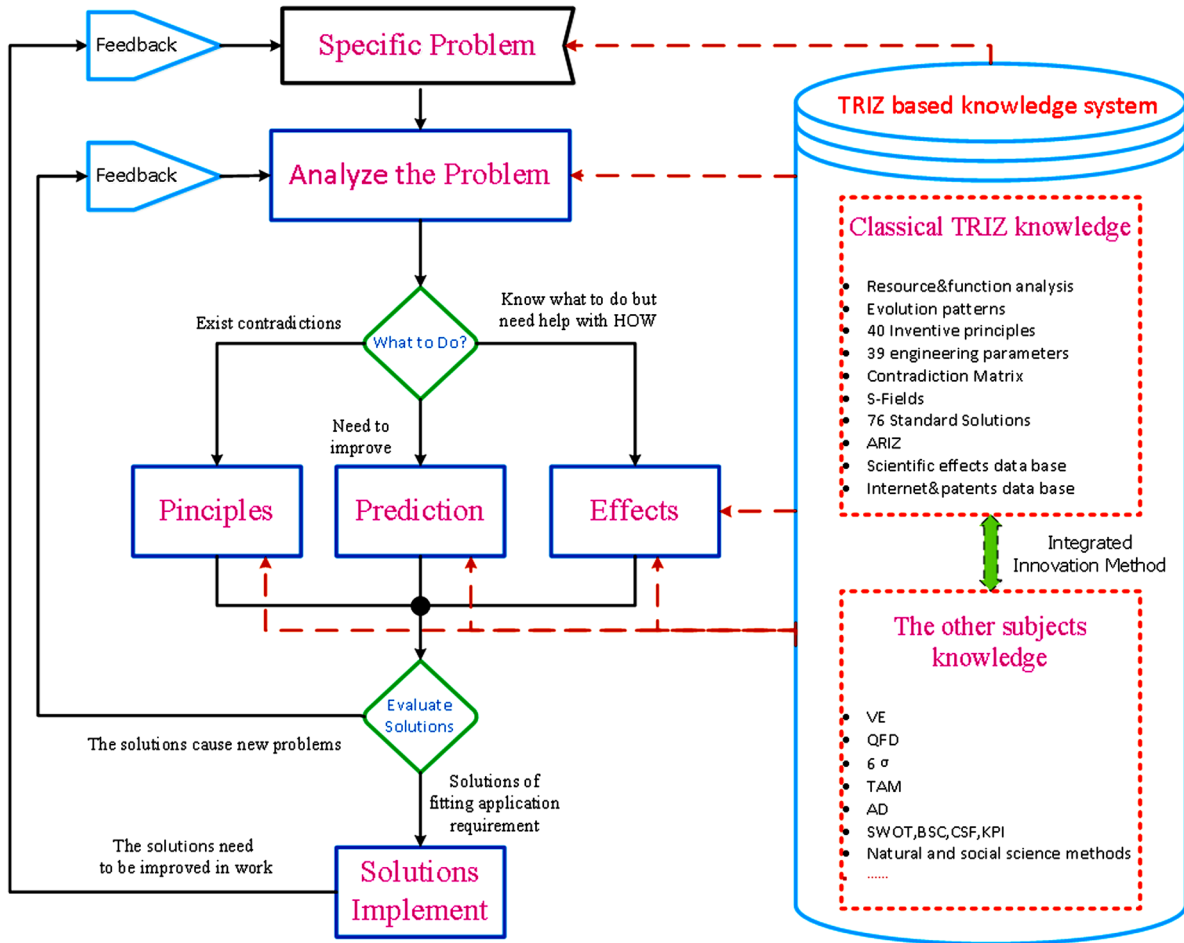 Feedback
Specific Problem
TRIZ based knowledge system
Feedback
Analyze the Problem
Classical TRIZ knowledge
Resource&function analysis
Evolution patterns
40 Inventive principles
39 engineering parameters
Contradiction Matrix
S-Fields
76 Standard Solutions
ARIZ
Scientific effects data base
Internet&patents data base
Exist contradictions
What to Do?
Know what to do but
need help with HOW
Need to
improve
Pinciples
Prediction
Effects
Integrated
Innovation Method
The other subjects
knowledge
VE
QFD
6 σ
TAM
AD
SWOT,BSC,CSF,KPI
Natural and social science methods
......
Evaluate
Solutions
The solutions cause new problems
Solutions of
fitting application
requirement
The solutions need
to be improved in work
Solutions
Implement